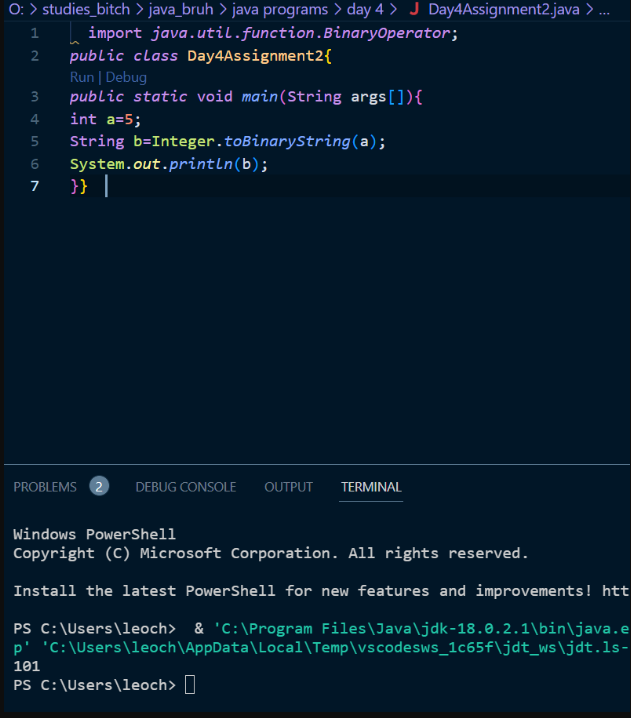 O: > studies_bitch > java_bruh > java programs > day 4 > J Day4Assignment2.java > ...
1 import java.util.function.BinaryOperator;
2 public class Day4Assignment2{
Run | Debug
3 public static void main(String args[]){
4 int a=5;
5 String b=Integer.toBinaryString(a);
6 System.out.println(b);
7 }}
PROBLEMS 2 DEBUG CONSOLE OUTPUT TERMINAL
Windows PowerShell
Copyright (C) Microsoft Corporation. All rights reserved.
Install the latest PowerShell for new features and improvements! htt
PS C:\Users\leoch> & 'C:\Program Files\Java\jdk-18.0.2.1\bin\java.e
p' 'C:\Users\leoch\AppData\Local\Temp\vscodesws_1c65f\jdt_ws\jdt.ls-
101
PS C:\Users\leoch>